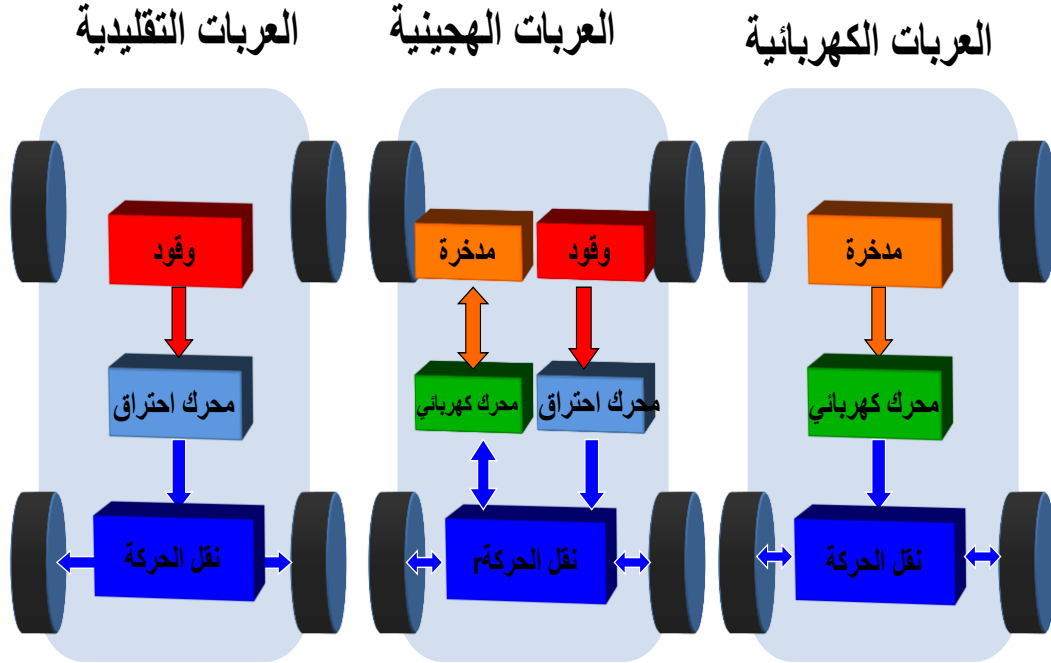 العربات الكهربائية
العربات الهجينية
العربات التقليدية
مدخرة
وقود
مدخرة
وقود
محرك كهربائي
محرك احتراق
محرك كهربائي
محرك احتراق
نقل الحركة
نقل الحركةr
نقل الحركة